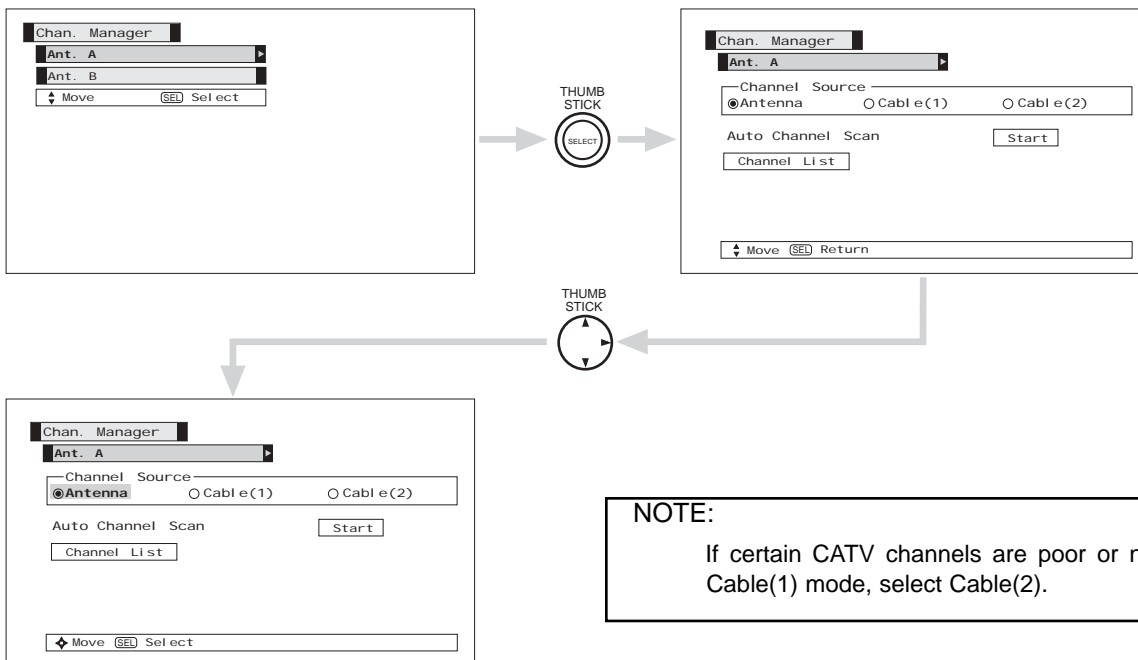 Chan. Manager
Ant. A
Ant. B
Move SEL Select
THUMB
STICK
SELECT
Chan. Manager
Ant. A
Channel Source
Antenna Cable(1) Cable(2)
Auto Channel Scan Start
Channel List
Move SEL Return
THUMB
STICK
Chan. Manager
Ant. A
Channel Source
Antenna Cable(1) Cable(2)
Auto Channel Scan Start
Channel List
Move SEL Select
NOTE:
If certain CATV channels are poor or
Cable(1) mode, select Cable(2).